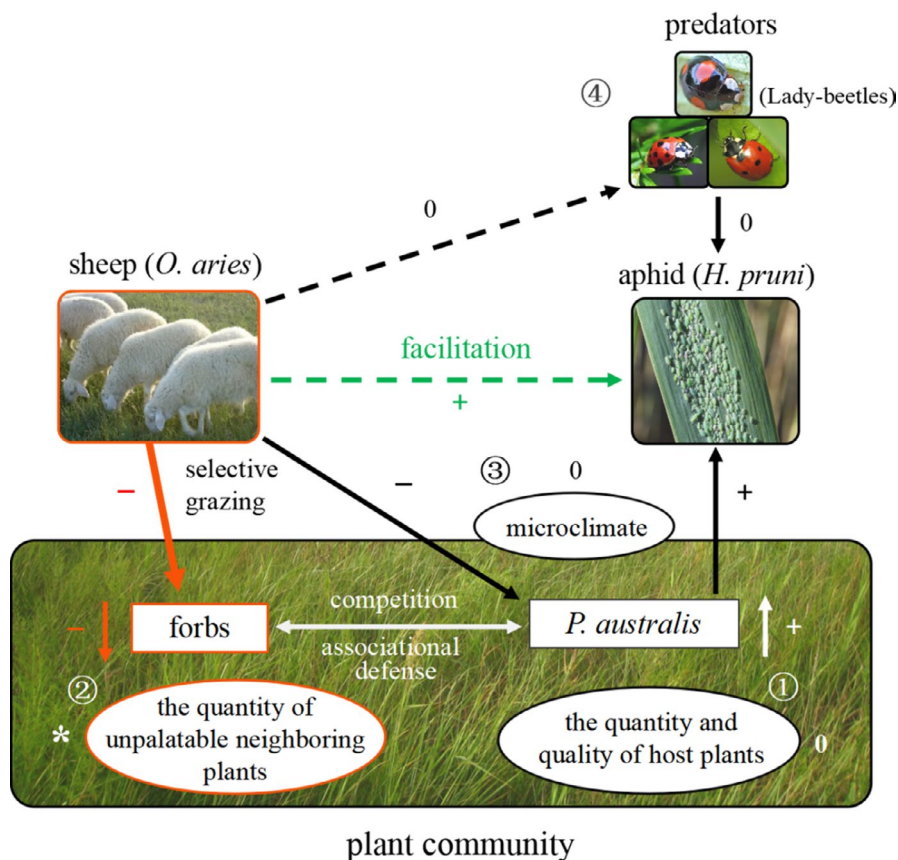 predators
④
(Lady-beetles)
0
0
sheep (O. aries)
aphid (H. pruni)
facilitation
+
selective
grazing
−
−
③
0
+
microclimate
−
forbs
competition
associational
defense
P. australis
+
②
①
*
the quantity of
unpalatable neighboring
plants
the quantity and
quality of host plants
0
plant community